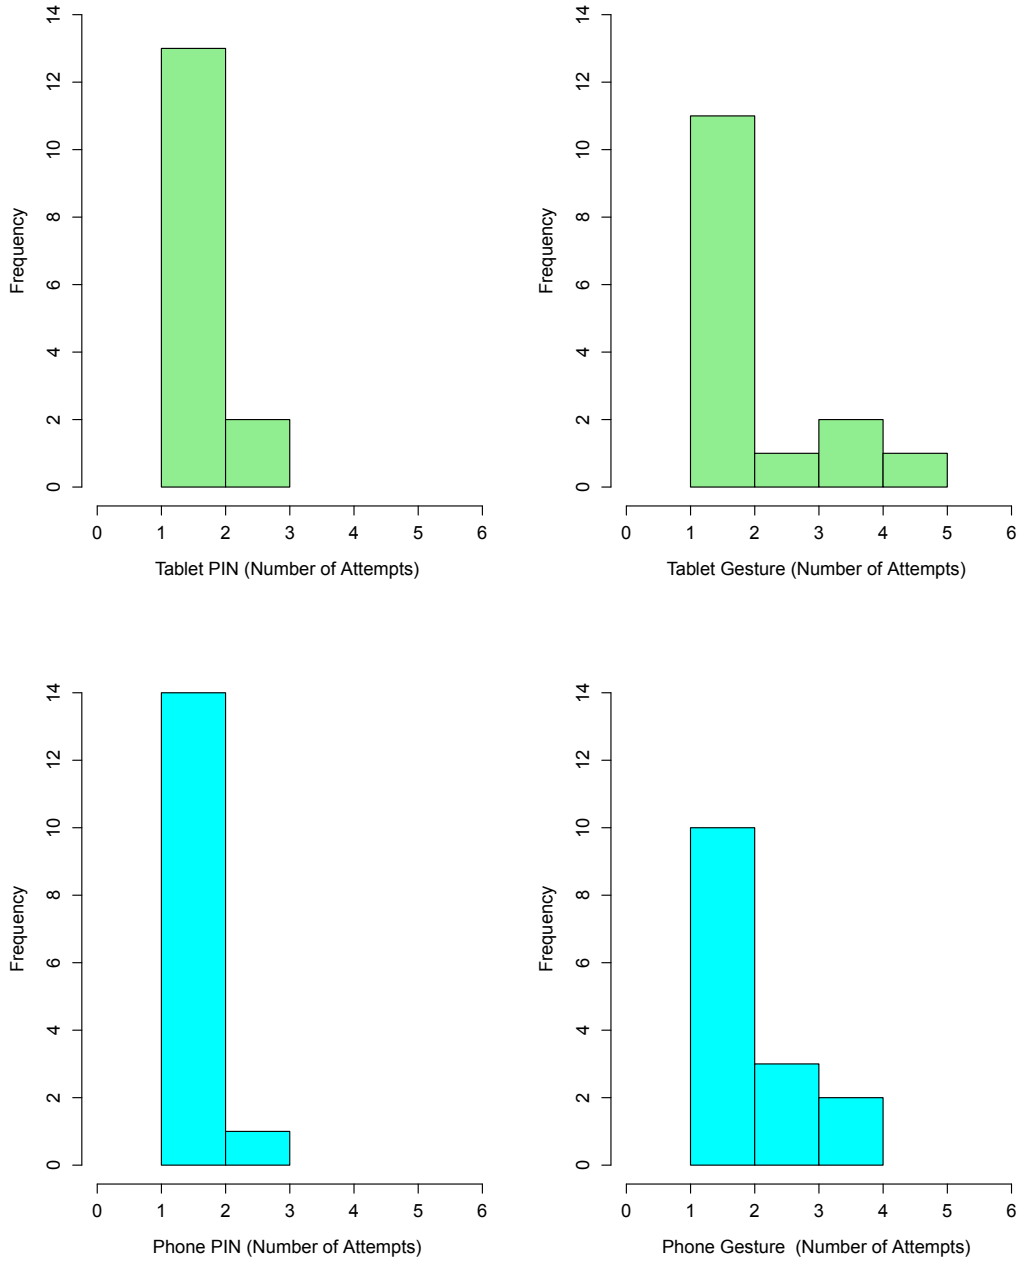 14
12
10
8
6
4
2
0
Frequency
0 1 2 3 4 5 6
Tablet PIN (Number of Attempts)
14
12
10
8
6
4
2
0
Frequency
0 1 2 3 4 5 6
Tablet Gesture (Number of Attempts)
14
12
10
8
6
4
2
0
Frequency
0 1 2 3 4 5 6
Phone PIN (Number of Attempts)
14
12
10
8
6
4
2
0
Frequency
0 1 2 3 4 5 6
Phone Gesture  (Number of Attempts)